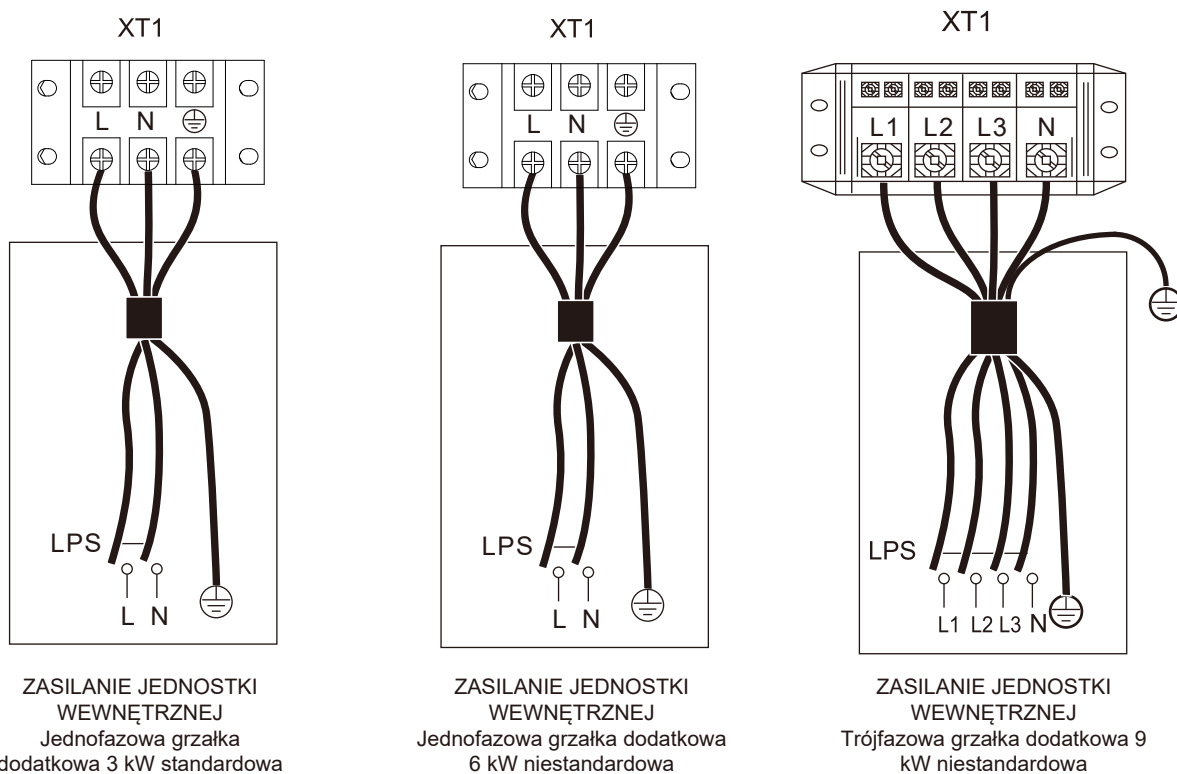 XT1
L N
LPS
L N
ZASILANIE JEDNOSTKI
WEWNĘTRZNEJ
Jednofazowa grzałka
dodatkowa 3 kW standardowa
XT1
L N
LPS
L N
ZASILANIE JEDNOSTKI
WEWNĘTRZNEJ
Jednofazowa grzałka dodatkowa
6 kW niestandardowa
XT1
L1 L2 L3 N
LPS
L1 L2 L3 N
ZASILANIE JEDNOSTKI
WEWNĘTRZNEJ
Trójfazowa grzałka dodatkowa 9
kW niestandardowa